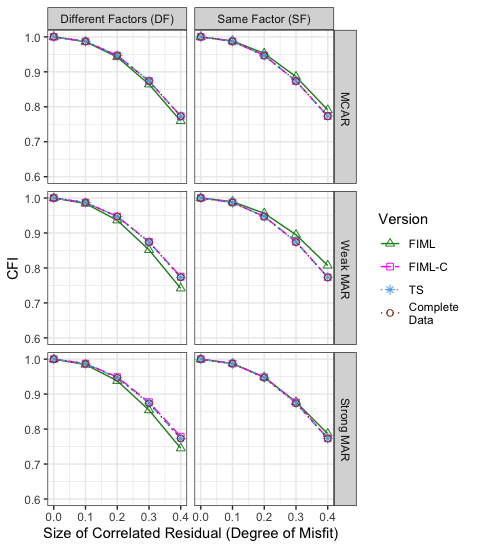 Different Factors (DF)
Same Factor (SF)
1.0
0.9
0.8
0.7
0.6
MCAR
1.0
0.9
0.8
0.7
0.6
Weak MAR
1.0
0.9
0.8
0.7
0.6
Strong MAR
CFI
0.0 0.1 0.2 0.3 0.4
0.0 0.1 0.2 0.3 0.4
Size of Correlated Residual (Degree of Misfit)
Version
FIML
FIML-C
TS
Complete
Data